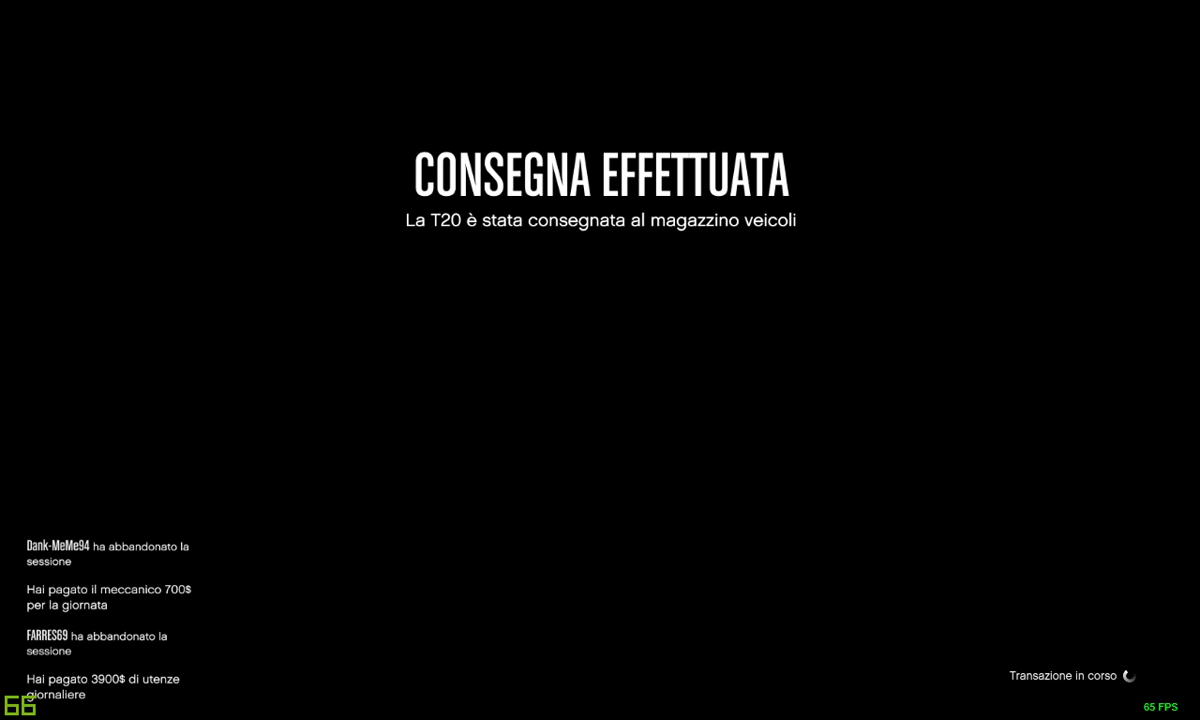 CONSEGNA EFFETTUATA
La T20 è stata consegnata al magazzino veicoli
Dank-MeMe94 ha abbandonato la
sessione
Hai pagato il meccanico 700$
per la giornata
FARRES69 ha abbandonato la
sessione
Hai pagato 3900$ di utenze
giornaliere
66
Transazione in corso
65 FPS